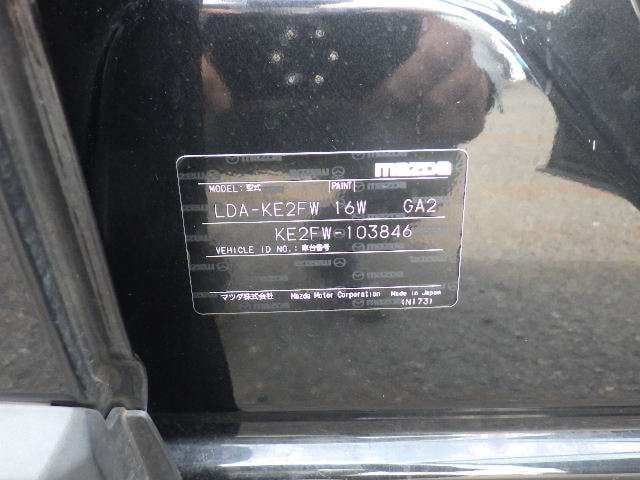 mazda
MODEL:型式 PAINT
LDA-KE2FW 16W GA2
KE2FW-103846
VEHICLE ID NO.:車台番号
マツダ株式会社 Mazda Motor Corporation Made in Japan
(N173)